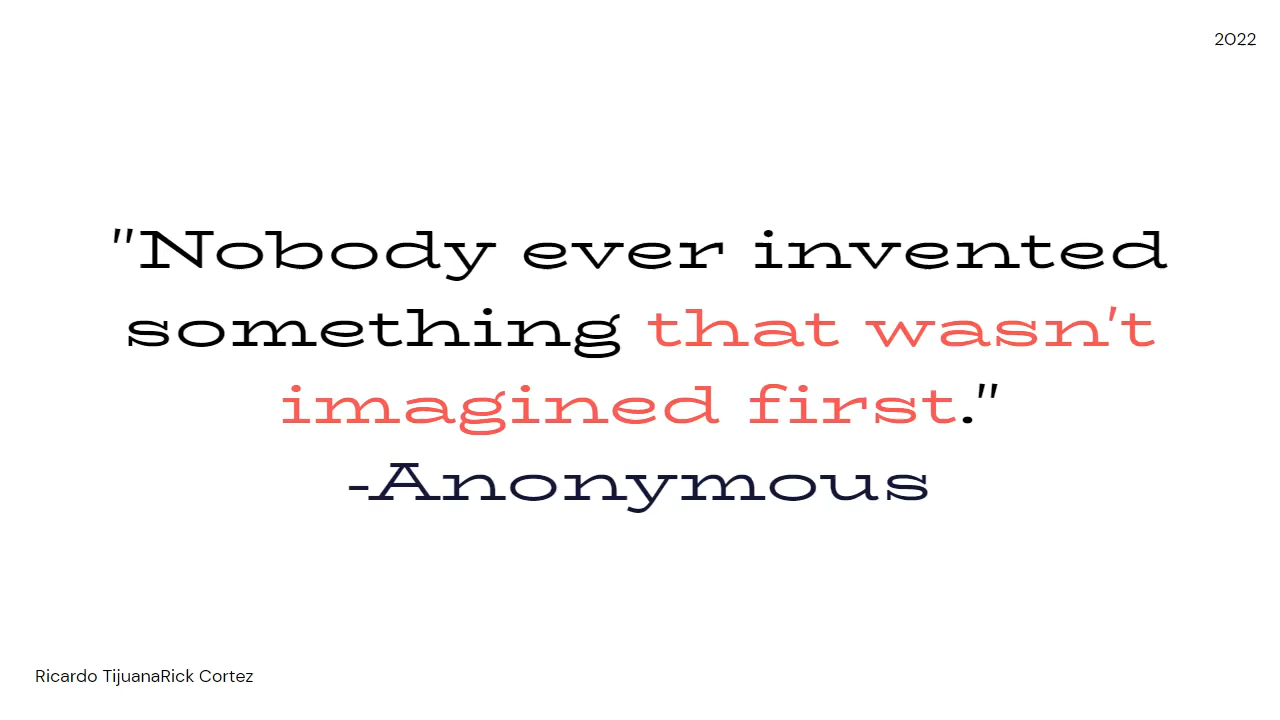 2022
"Nobody ever invented
something that wasn't
imagined first."
-Anonymous
Ricardo TijuanaRick Cortez